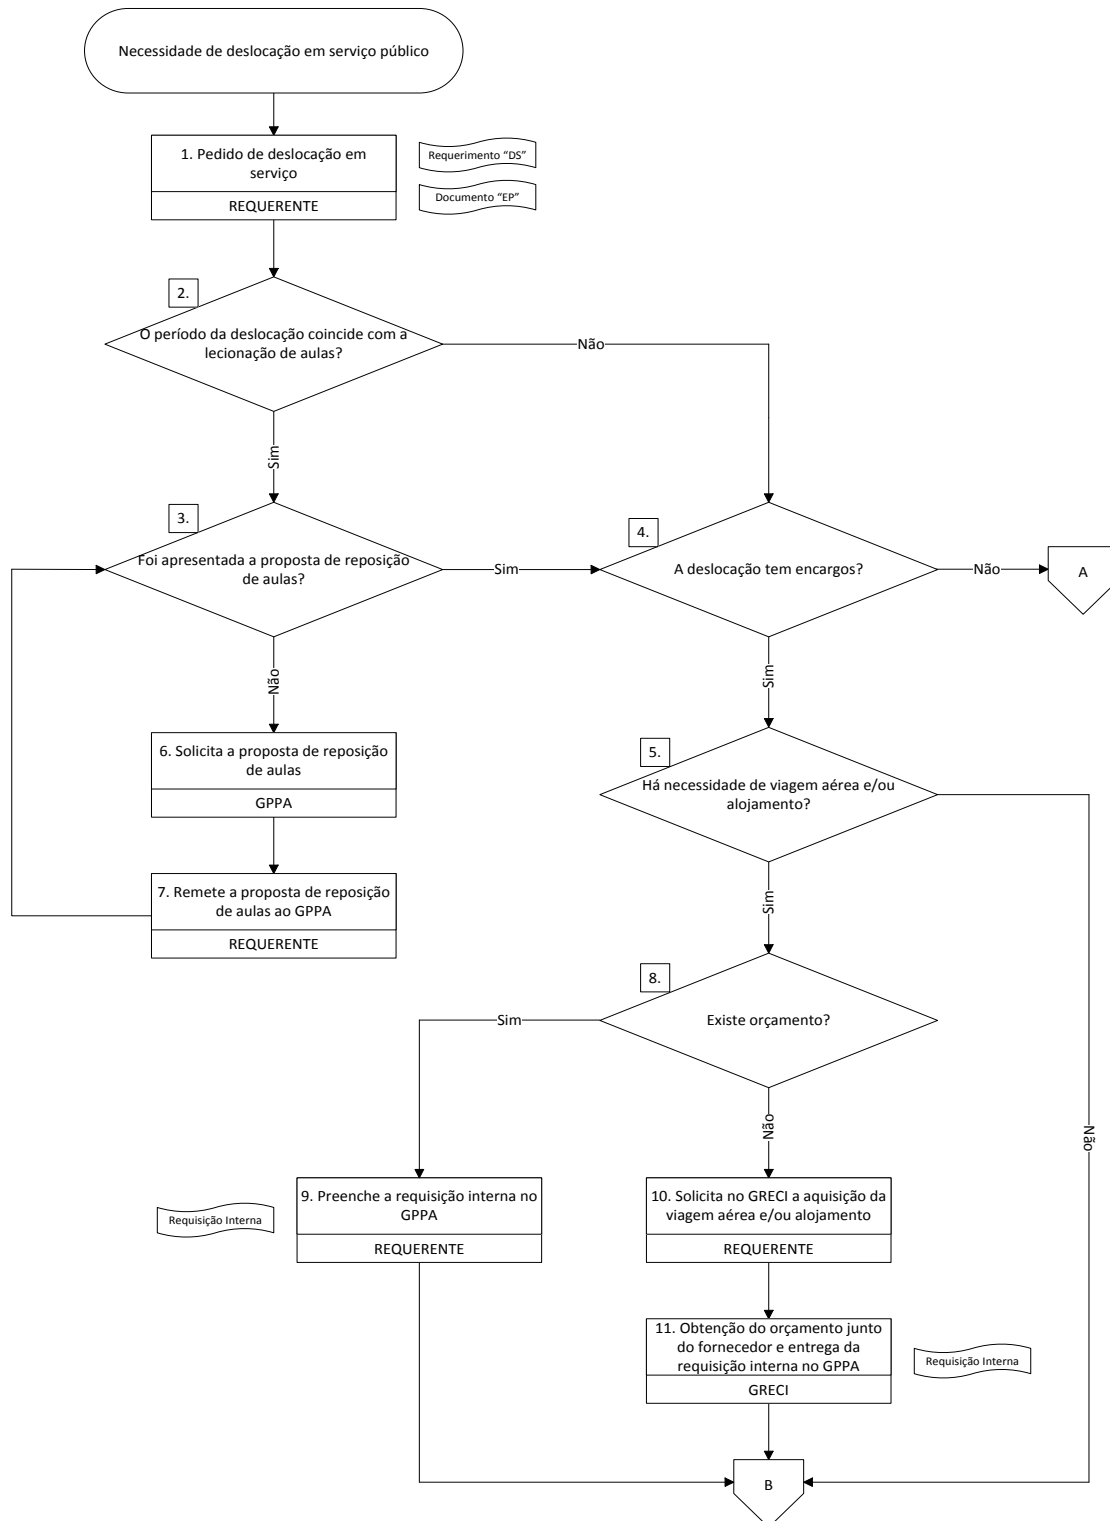 Necessidade de deslocação em serviço público
1. Pedido de deslocação em
serviço
REQUERENTE
Requerimento “DS”
Documento “EP”
2.
O período da deslocação coincide com a
lecionação de aulas?
Não
Sim
3.
Foi apresentada a proposta de reposição
de aulas?
Sim
4.
A deslocação tem encargos?
Não
A
Não
Sim
6. Solicita a proposta de reposição
de aulas
GPPA
5.
Há necessidade de viagem aérea e/ou
alojamento?
7. Remete a proposta de reposição
de aulas ao GPPA
REQUERENTE
Sim
8.
Existe orçamento?
Sim
Não
Não
9. Preenche a requisição interna no
GPPA
REQUERENTE
Requisição Interna
10. Solicita no GRECI a aquisição da
viagem aérea e/ou alojamento
REQUERENTE
11. Obtenção do orçamento junto
do fornecedor e entrega da
requisição interna no GPPA
GRECI
Requisição Interna
B